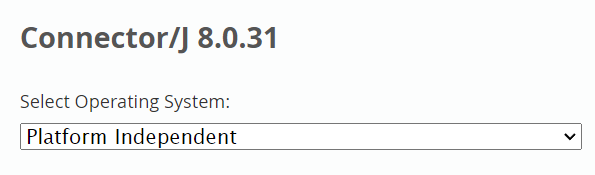 Connector/J 8.0.31
Select Operating System:
Platform Independent